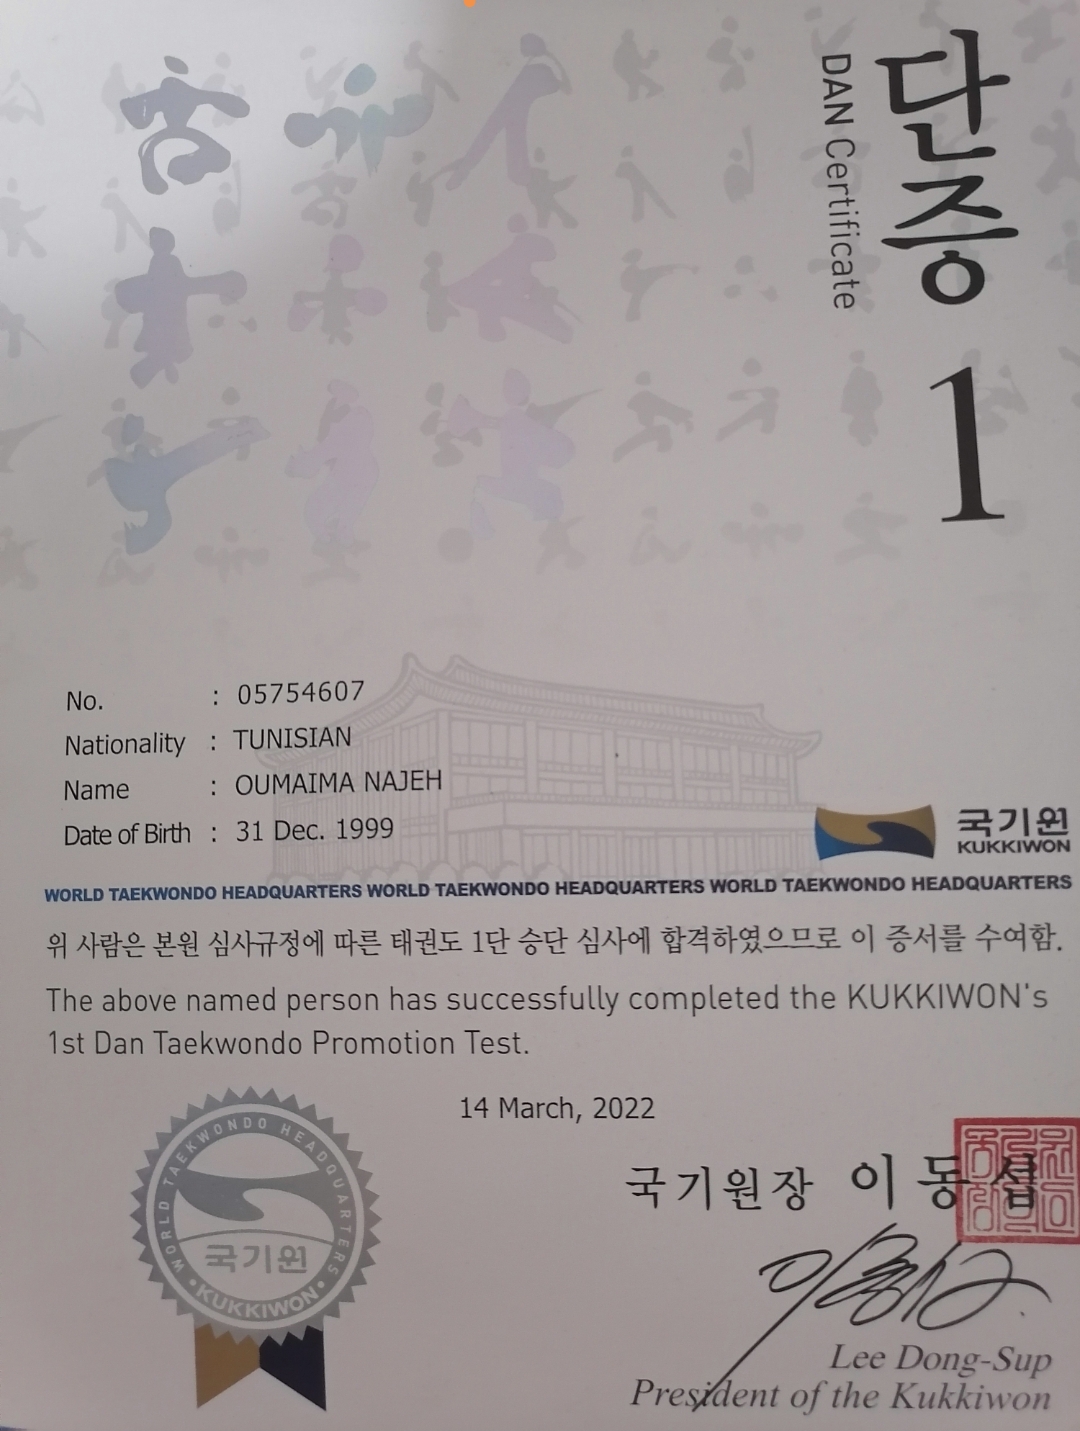 단증
DAN Certificate
1
No. : 05754607
Nationality : TUNISIAN
Name : OUMAIMA NAJEH
Date of Birth : 31 Dec. 1999
국기원
KUKKIWON
WORLD TAEKWONDO HEADQUARTERS WORLD TAEKWONDO HEADQUARTERS WORLD TAEKWONDO HEADQUARTERS
위 사람은 본원 심사규정에 따른 태권도 1단 승단 심사에 합격하였으므로 이 증서를 수여함.
The above named person has successfully completed the KUKKIWON's
1st Dan Taekwondo Promotion Test.
14 March, 2022
WORLD TAEKWONDO HEADQUARTERS
국기원
KUKKIWON
국기원장 이동섭
Lee Dong-Sup
President of the Kukkiwon